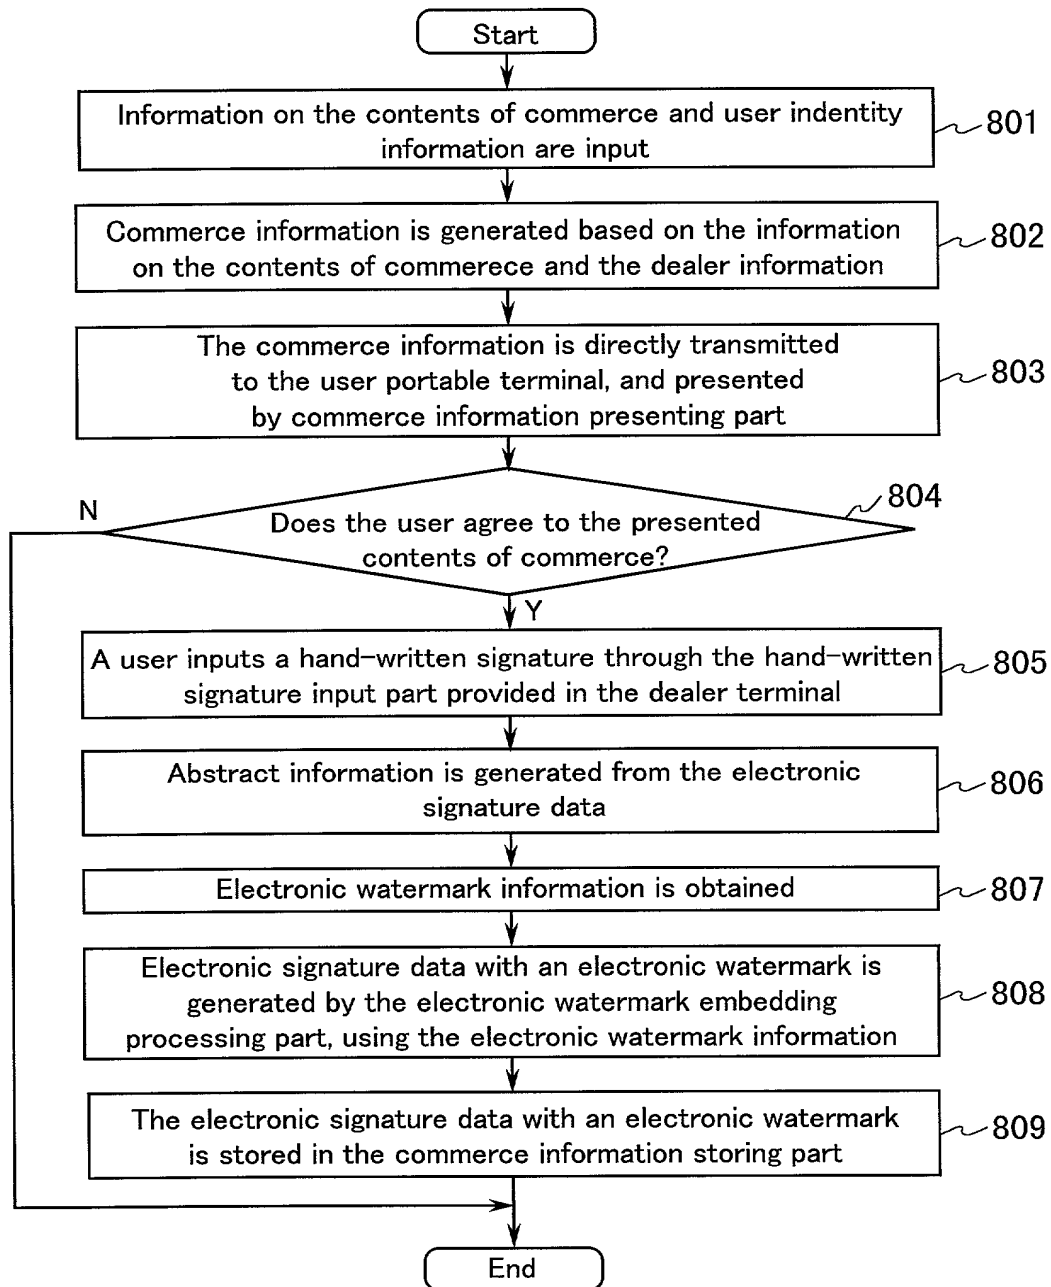 Start
Information on the contents of commerce and user indentity
information are input
801
Commerce information is generated based on the information
on the contents of commerece and the dealer information
802
The commerce information is directly transmitted
to the user portable terminal, and presented
by commerce information presenting part
803
N
Does the user agree to the presented
contents of commerce?
804
Y
A user inputs a hand-written signature through the hand-written
signature input part provided in the dealer terminal
805
Abstract information is generated from the electronic
signature data
806
Electronic watermark information is obtained
807
Electronic signature data with an electronic watermark is
generated by the electronic watermark embedding
processing part, using the electronic watermark information
808
The electronic signature data with an electronic watermark
is stored in the commerce information storing part
809
End